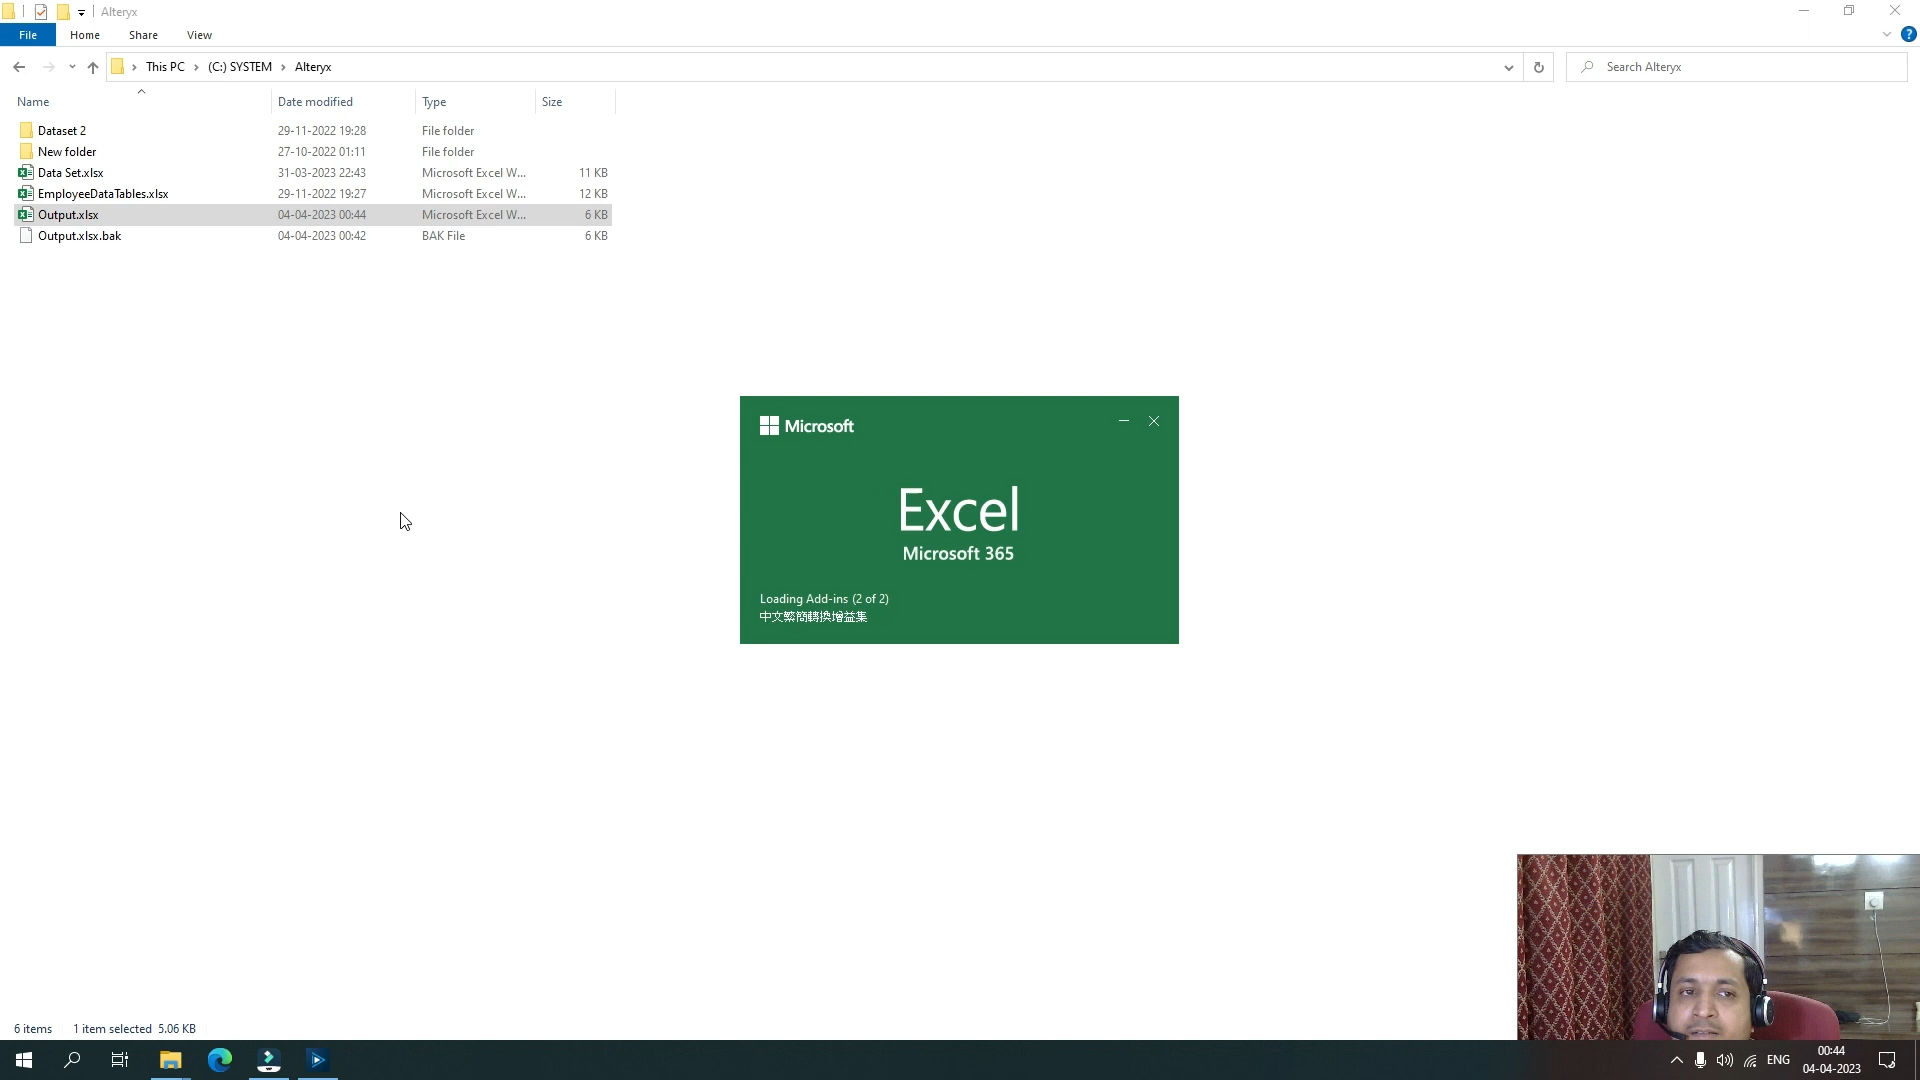 Alteryx
File Home Share View
This PC > (C:) SYSTEM > Alteryx
Search Alteryx
Name Date modified Type Size
Dataset 2 29-11-2022 19:28 File folder
New folder 27-10-2022 01:11 File folder
Data Set.xlsx 31-03-2023 22:43 Microsoft Excel W... 11 KB
EmployeeDataTables.xlsx 29-11-2022 19:27 Microsoft Excel W... 12 KB
Output.xlsx 04-04-2023 00:44 Microsoft Excel W... 6 KB
Output.xlsx.bak 04-04-2023 00:42 BAK File 6 KB
Microsoft
Excel
Microsoft 365
Loading Add-ins (2 of 2)
中文繁簡轉換增益集
6 items 1 item selected 5.06 KB
ENG
00:44
04-04-2023